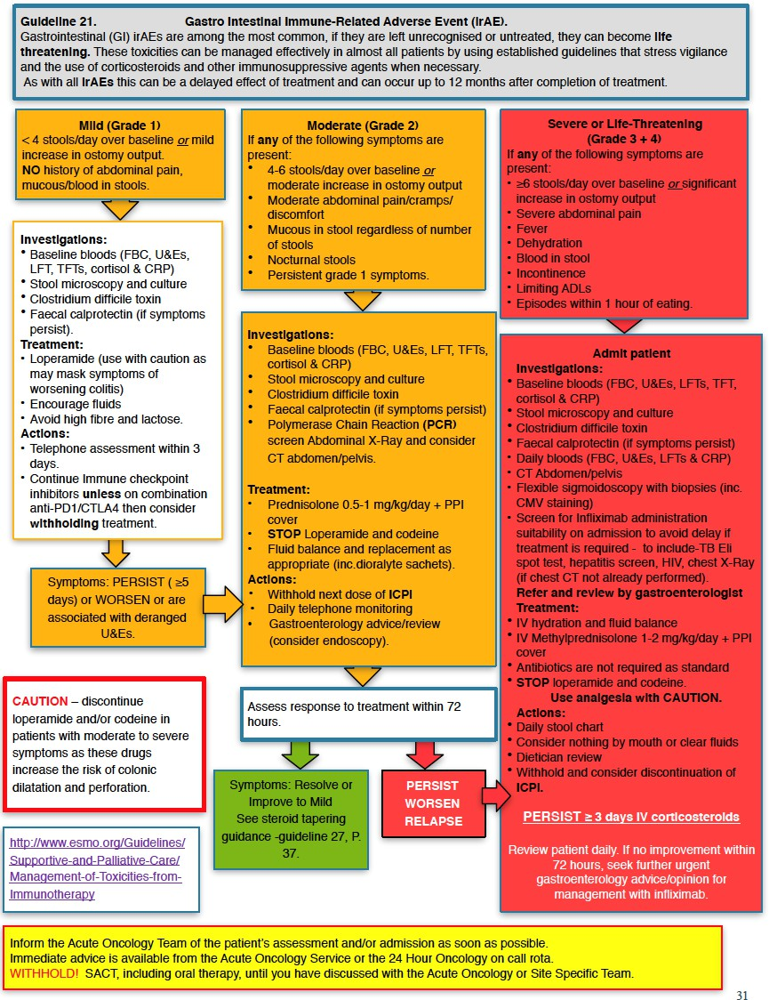 Guideline 21. Gastro Intestinal Immune-Related Adverse Event (irAE).
Gastrointestinal (GI) irAEs are among the most common, if they are left unrecognised or untreated, they can become life
threatening. These toxicities can be managed effectively in almost all patients by using established guidelines that stress vigilance
and the use of corticosteroids and other immunosuppressive agents when necessary.
As with all irAEs this can be a delayed effect of treatment and can occur up to 12 months after completion of treatment.
Mild (Grade 1)
< 4 stools/day over baseline or mild
increase in ostomy output.
NO history of abdominal pain,
mucous/blood in stools.
Investigations:
• Baseline bloods (FBC, U&Es,
LFT, TFTs, cortisol & CRP)
• Stool microscopy and culture
• Clostridium difficile toxin
• Faecal calprotectin (if symptoms
persist).
Treatment:
• Loperamide (use with caution as
may mask symptoms of
worsening colitis)
• Encourage fluids
• Avoid high fibre and lactose.
Actions:
• Telephone assessment within 3
days.
• Continue Immune checkpoint
inhibitors unless on combination
anti-PD1/CTLA4 then consider
withholding treatment.
Symptoms: PERSIST ( ≥5
days) or WORSEN or are
associated with deranged
U&Es.
Moderate (Grade 2)
If any of the following symptoms are
present:
• 4-6 stools/day over baseline or
moderate increase in ostomy output
• Moderate abdominal pain/cramps/
discomfort
• Mucous in stool regardless of number
of stools
• Nocturnal stools
• Persistent grade 1 symptoms.
Investigations:
• Baseline bloods (FBC, U&Es, LFT, TFTs,
cortisol & CRP)
• Stool microscopy and culture
• Clostridium difficile toxin
• Faecal calprotectin (if symptoms persist)
• Polymerase Chain Reaction (PCR)
screen Abdominal X-Ray and consider
CT abdomen/pelvis.
Treatment:
• Prednisolone 0.5-1 mg/kg/day + PPI
cover
• STOP Loperamide and codeine
• Fluid balance and replacement as
appropriate (inc.dioralyte sachets).
Actions:
• Withhold next dose of ICPI
• Daily telephone monitoring
• Gastroenterology advice/review
(consider endoscopy).
Assess response to treatment within 72
hours.
Symptoms: Resolve or
Improve to Mild
See steroid tapering
guidance -guideline 27, P.
37.
PERSIST
WORSEN
RELAPSE
Severe or Life-Threatening
(Grade 3 + 4)
If any of the following symptoms are
present:
• ≥6 stools/day over baseline or significant
increase in ostomy output
• Severe abdominal pain
• Fever
• Dehydration
• Blood in stool
• Incontinence
• Limiting ADLs
• Episodes within 1 hour of eating.
Admit patient
Investigations:
• Baseline bloods (FBC, U&Es, LFTs, TFT,
cortisol & CRP)
• Stool microscopy and culture
• Clostridium difficile toxin
• Faecal calprotectin (if symptoms persist)
• Daily bloods (FBC, U&Es, LFTs & CRP)
• CT Abdomen/pelvis
• Flexible sigmoidoscopy with biopsies (inc.
CMV staining)
• Screen for Infliximab administration
suitability on admission to avoid delay if
treatment is required - to include-TB Eli
spot test, hepatitis screen, HIV, chest X-Ray
(if chest CT not already performed).
Refer and review by gastroenterologist
Treatment:
• IV hydration and fluid balance
• IV Methylprednisolone 1-2 mg/kg/day + PPI
cover
• Antibiotics are not required as standard
• STOP loperamide and codeine.
Use analgesia with CAUTION.
Actions:
• Daily stool chart
• Consider nothing by mouth or clear fluids
• Dietician review
• Withhold and consider discontinuation of
ICPI.
PERSIST ≥ 3 days IV corticosteroids
Review patient daily. If no improvement within
72 hours, seek further urgent
gastroenterology advice/opinion for
management with infliximab.
CAUTION – discontinue
loperamide and/or codeine in
patients with moderate to severe
symptoms as these drugs
increase the risk of colonic
dilatation and perforation.
http://www.esmo.org/Guidelines/
Supportive-and-Palliative-Care/
Management-of-Toxicities-from-
Immunotherapy
Inform the Acute Oncology Team of the patient's assessment and/or admission as soon as possible.
Immediate advice is available from the Acute Oncology Service or the 24 Hour Oncology on call rota.
WITHHOLD! SACT, including oral therapy, until you have discussed with the Acute Oncology or Site Specific Team.
31